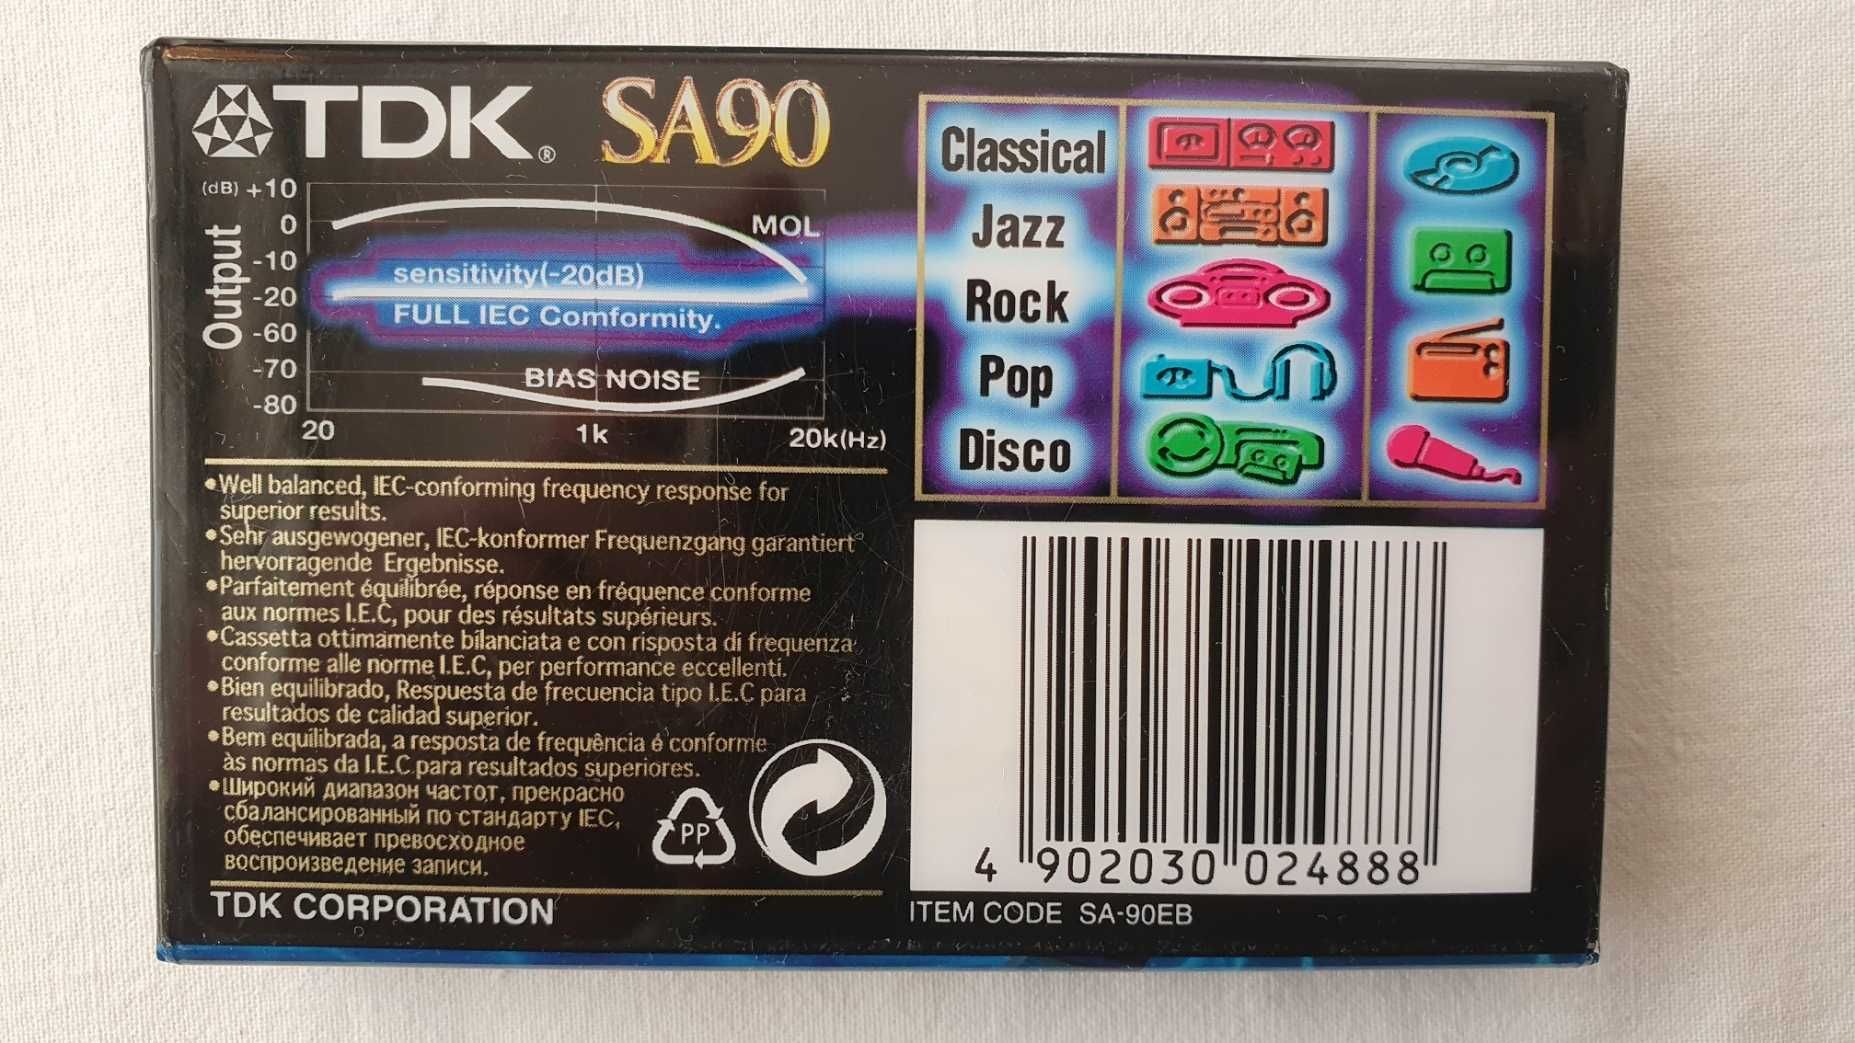 TDK® SA90
(dB) +10
0
-10
-20
-60
-70
-80
Output
MOL
sensitivity(-20dB)
FULL IEC Comformity.
BIAS NOISE
20 1k 20k(Hz)
•Well balanced, IEC-conforming frequency response for
superior results.
•Sehr ausgewogener, IEC-konformer Frequenzgang garantiert
hervorragende Ergebnisse.
•Parfaitement équilibrée, réponse en fréquence conforme
aux normes I.E.C, pour des résultats supérieurs.
•Cassetta ottimamente bilanciata e con risposta di frequenza
conforme alle norme I.E.C, per performance eccellenti.
•Bien equilibrado, Respuesta de frecuencia tipo I.E.C para
resultados de calidad superior.
•Bem equilibrada, a resposta de frequência é conforme
às normas da I.E.C para resultados superiores.
•Широкий диапазон частот, прекрасно
сбалансированный по стандарту IEC,
обеспечивает превосходное
воспроизведение записи.
PP
TDK CORPORATION
Classical
Jazz
Rock
Pop
Disco
4 902030 024888
ITEM CODE SA-90EB